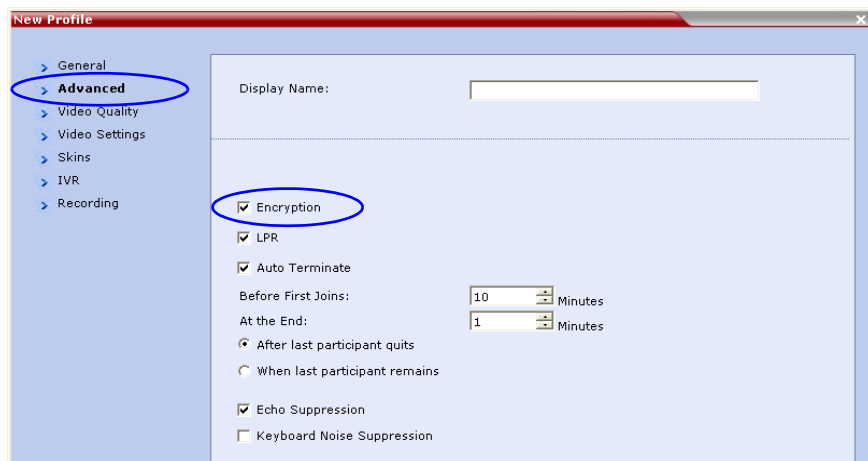 New Profile
General
Advanced
Video Quality
Video Settings
Skins
IVR
Recording
Display Name:
Encryption
LPR
Auto Terminate
Before First Joins: 10 Minutes
At the End: 1 Minutes
After last participant quits
When last participant remains
Echo Suppression
Keyboard Noise Suppression